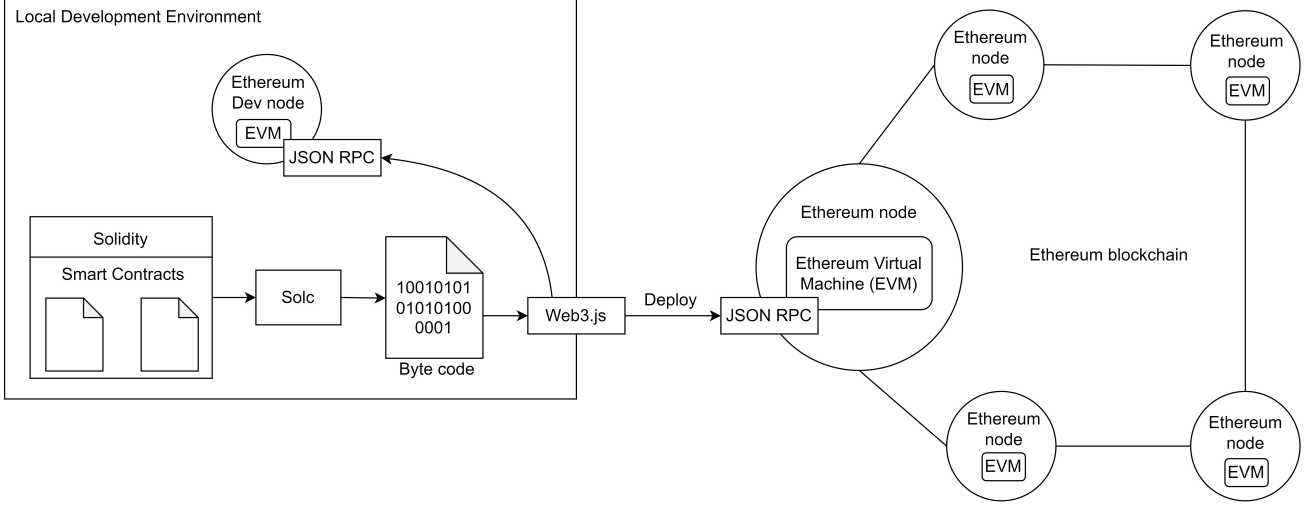 Local Development Environment
Ethereum
Dev node
EVM
JSON RPC
Solidity
Smart Contracts
Solc
10010101
01010100
0001
Byte code
Web3.js
Deploy
JSON RPC
Ethereum node
Ethereum Virtual
Machine (EVM)
Ethereum
node
EVM
Ethereum
node
EVM
Ethereum blockchain
Ethereum
node
EVM
Ethereum
node
EVM